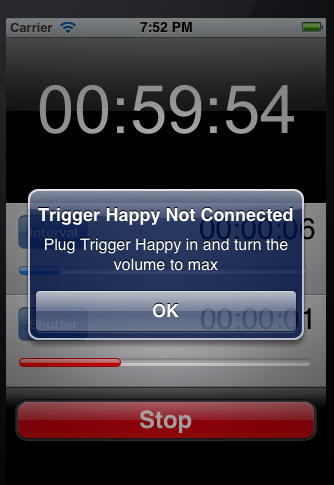 Carrier 7:52 PM
00:59:54
Interval 00:00:06
Trigger Happy Not Connected
Plug Trigger Happy in and turn the
volume to max
OK
Shutter 00:00:01
Stop